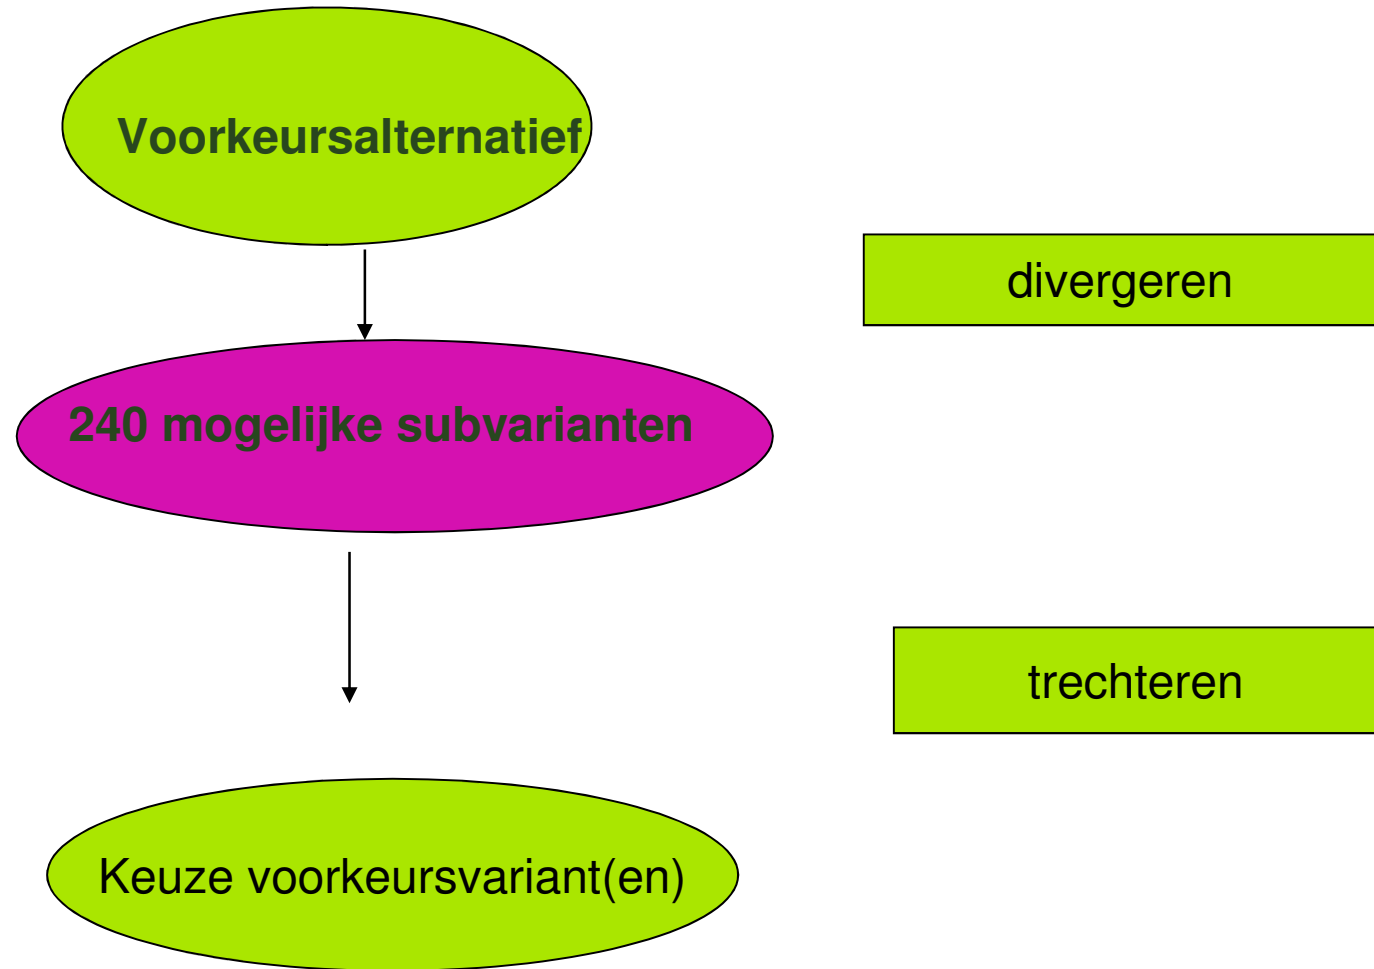 Voorkeursalternatief
divergeren
240 mogelijke subvarianten
trechteren
Keuze voorkeursvariant(en)